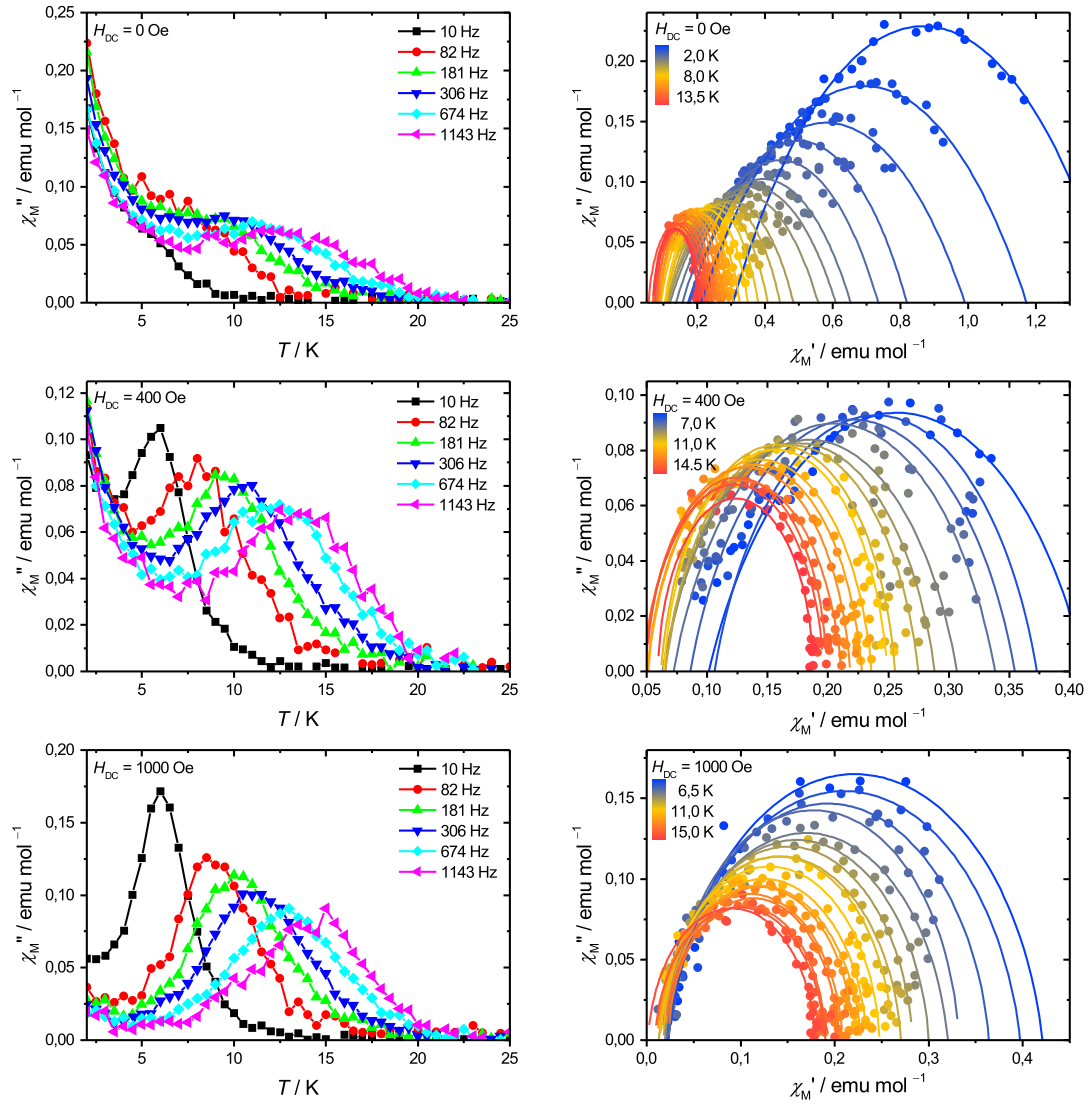 H_DC = 0 Oe
10 Hz
82 Hz
181 Hz
306 Hz
674 Hz
1143 Hz
0,25
0,20
0,15
0,10
0,05
0,00
χ_M'' / emu mol⁻¹
5 10 15 20 25
T / K
H_DC = 0 Oe
2,0 K
8,0 K
13,5 K
0,20
0,15
0,10
0,05
0,00
χ_M'' / emu mol⁻¹
0,2 0,4 0,6 0,8 1,0 1,2
χ_M' / emu mol⁻¹
H_DC = 400 Oe
10 Hz
82 Hz
181 Hz
306 Hz
674 Hz
1143 Hz
0,12
0,10
0,08
0,06
0,04
0,02
0,00
χ_M'' / emu mol⁻¹
5 10 15 20 25
T / K
H_DC = 400 Oe
7,0 K
11,0 K
14.5 K
0,10
0,08
0,06
0,04
0,02
0,00
χ_M'' / emu mol⁻¹
0,05 0,10 0,15 0,20 0,25 0,30 0,35 0,40
χ_M' / emu mol⁻¹
H_DC = 1000 Oe
10 Hz
82 Hz
181 Hz
306 Hz
674 Hz
1143 Hz
0,20
0,15
0,10
0,05
0,00
χ_M'' / emu mol⁻¹
5 10 15 20 25
T / K
H_DC = 1000 Oe
6,5 K
11,0 K
15,0 K
0,15
0,10
0,05
0,00
χ_M'' / emu mol⁻¹
0,0 0,1 0,2 0,3 0,4
χ_M' / emu mol⁻¹